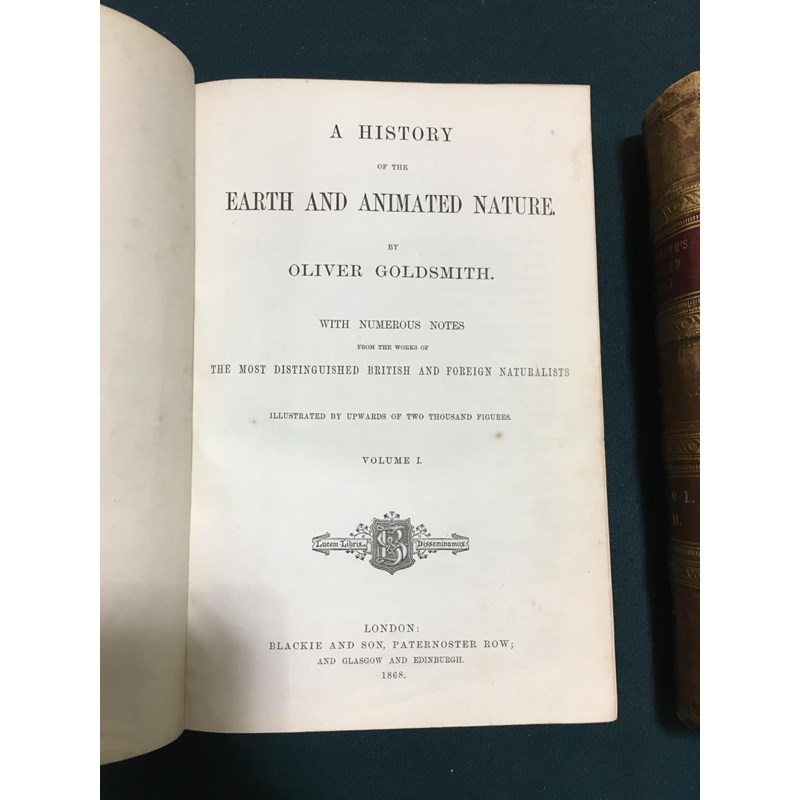 A HISTORY
OF THE
EARTH AND ANIMATED NATURE.
BY
OLIVER GOLDSMITH.
WITH NUMEROUS NOTES
FROM THE WORKS OF
THE MOST DISTINGUISHED BRITISH AND FOREIGN NATURALISTS
ILLUSTRATED BY UPWARDS OF TWO THOUSAND FIGURES.
VOLUME I.
Lucem Libris Disseminamus
LONDON:
BLACKIE AND SON, PATERNOSTER ROW;
AND GLASGOW AND EDINBURGH.
1868.